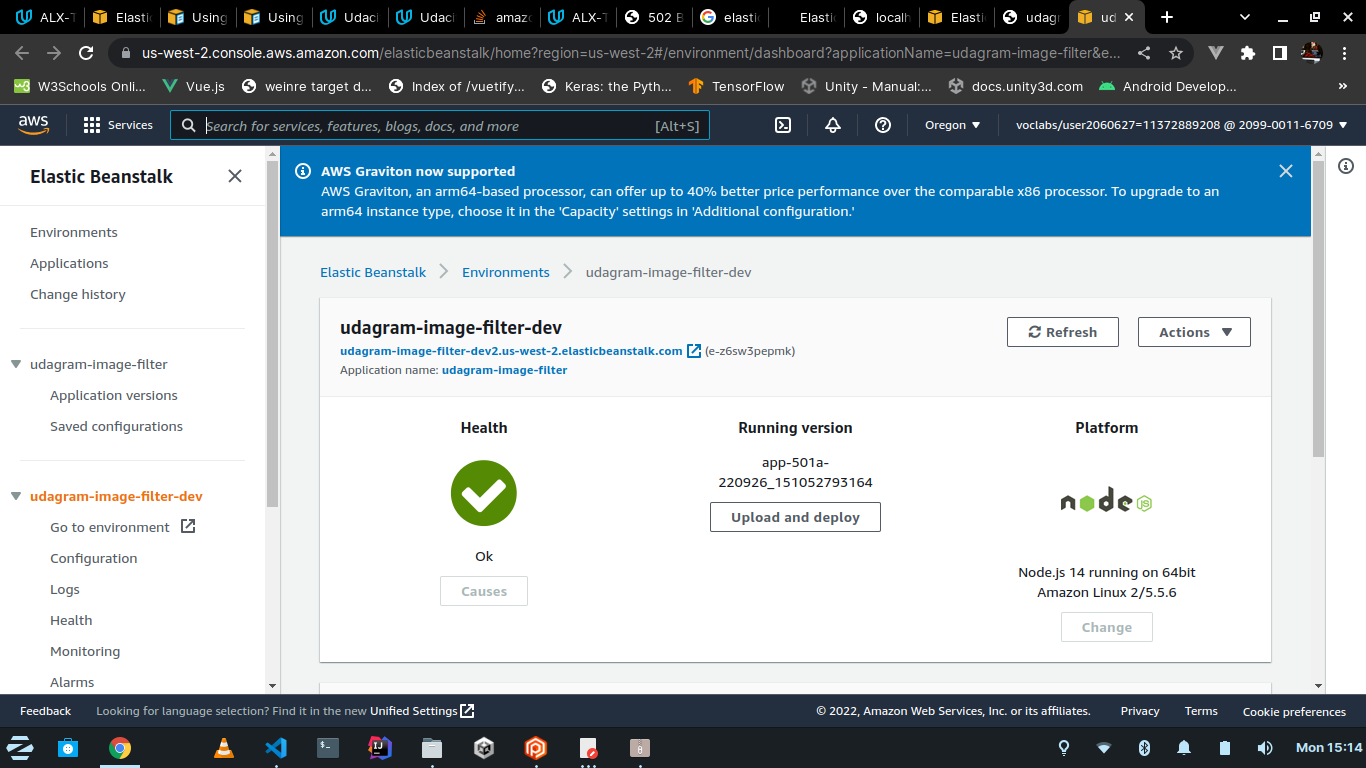 ALX-T
Elasti
Using
Using
Udaci
Udaci
amazo
ALX-T
502 B
elastic
Elastic
localh
Elastic
udagr
ud
us-west-2.console.aws.amazon.com/elasticbeanstalk/home?region=us-west-2#/environment/dashboard?applicationName=udagram-image-filter&e...
W3Schools Onli...
Vue.js
weinre target d...
Index of /vuetify...
Keras: the Pyth...
TensorFlow
Unity - Manual:...
docs.unity3d.com
Android Develop...
»
aws
Services
Search for services, features, blogs, docs, and more
[Alt+S]
Oregon
voclabs/user2060627=11372889208 @ 2099-0011-6709
Elastic Beanstalk
Environments
Applications
Change history
udagram-image-filter
Application versions
Saved configurations
udagram-image-filter-dev
Go to environment
Configuration
Logs
Health
Monitoring
Alarms
AWS Graviton now supported
AWS Graviton, an arm64-based processor, can offer up to 40% better price performance over the comparable x86 processor. To upgrade to an
arm64 instance type, choose it in the 'Capacity' settings in 'Additional configuration.'
Elastic Beanstalk
Environments
udagram-image-filter-dev
udagram-image-filter-dev
udagram-image-filter-dev2.us-west-2.elasticbeanstalk.com (e-z6sw3pepmk)
Application name: udagram-image-filter
Refresh
Actions
Health
Ok
Causes
Running version
app-501a-
220926_151052793164
Upload and deploy
Platform
node JS
Node.js 14 running on 64bit
Amazon Linux 2/5.5.6
Change
Feedback
Looking for language selection? Find it in the new Unified Settings
© 2022, Amazon Web Services, Inc. or its affiliates.
Privacy
Terms
Cookie preferences
Mon 15:14